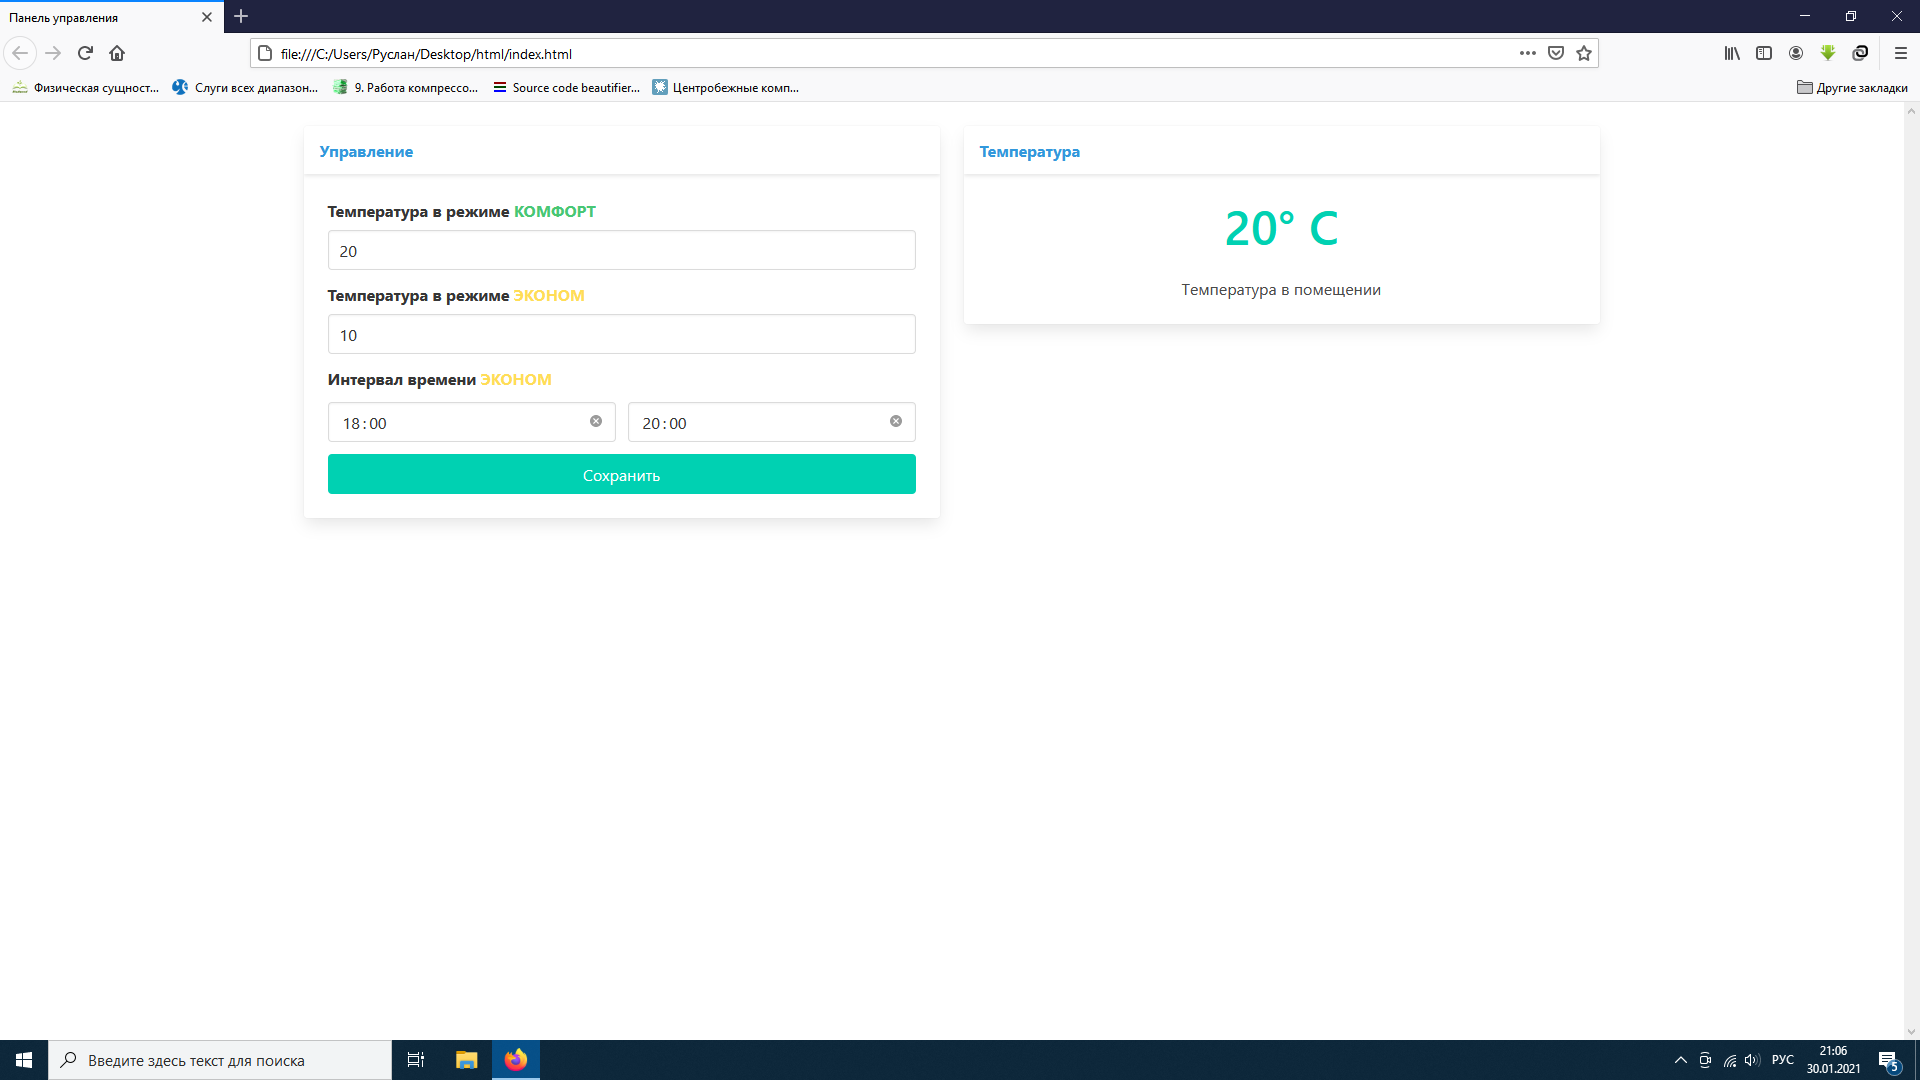 Панель управления
file:///C:/Users/Руслан/Desktop/html/index.html
Физическая сущност... Слуги всех диапазон... 9. Работа компрессо... Source code beautifier... Центробежные комп... Другие закладки
Управление
Температура в режиме КОМФОРТ
20
Температура в режиме ЭКОНОМ
10
Интервал времени ЭКОНОМ
18:00 20:00
Сохранить
Температура
20° C
Температура в помещении
Введите здесь текст для поиска
РУС
21:06
30.01.2021
5